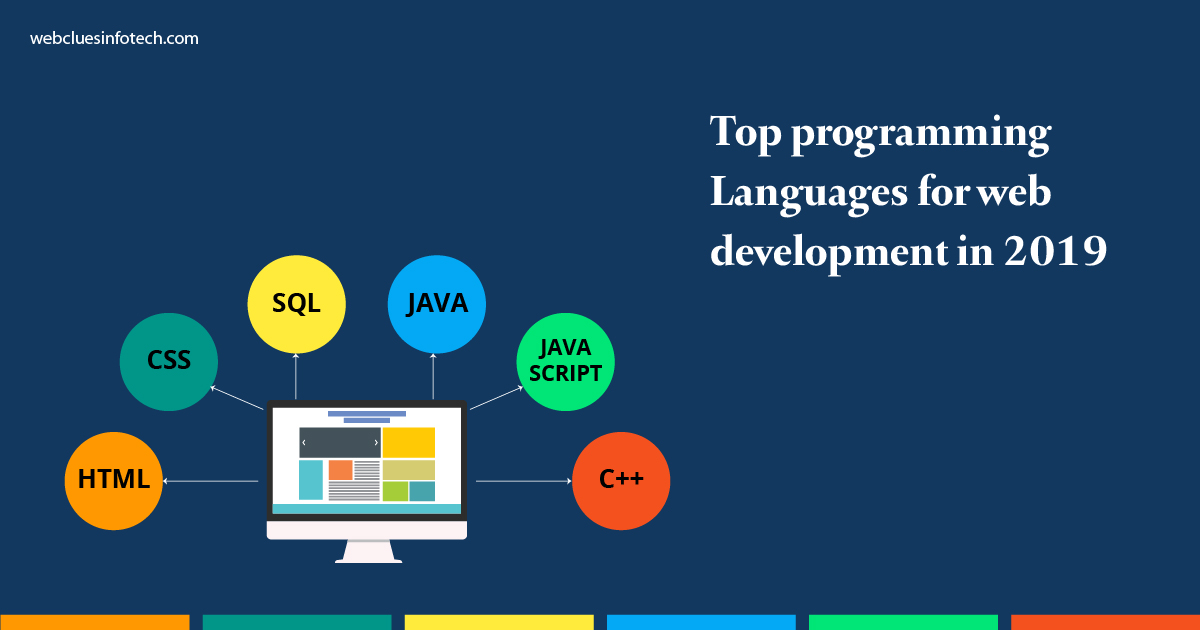 webcluesinfotech.com
Top programming
Languages for web
development in 2019
SQL
JAVA
CSS
JAVA
SCRIPT
HTML
C++